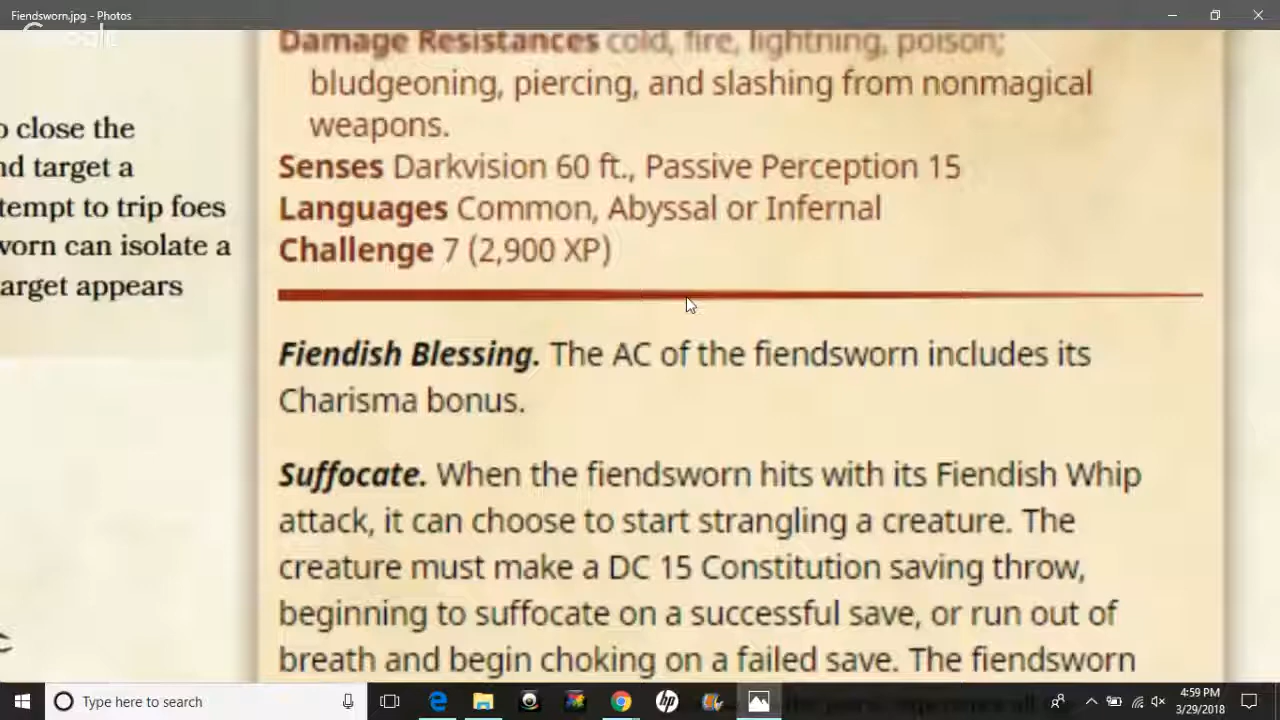 Fiendsworn.jpg - Photos
Google
Damage Resistances cold, fire, lightning, poison;
bludgeoning, piercing, and slashing from nonmagical
weapons.
Senses Darkvision 60 ft., Passive Perception 15
Languages Common, Abyssal or Infernal
Challenge 7 (2,900 XP)
Fiendish Blessing. The AC of the fiendsworn includes its
Charisma bonus.
Suffocate. When the fiendsworn hits with its Fiendish Whip
attack, it can choose to start strangling a creature. The
creature must make a DC 15 Constitution saving throw,
beginning to suffocate on a successful save, or run out of
breath and begin choking on a failed save. The fiendsworn
close the
target a
to trip foes
can isolate a
appears
Type here to search
hp
4:59 PM
3/29/2018